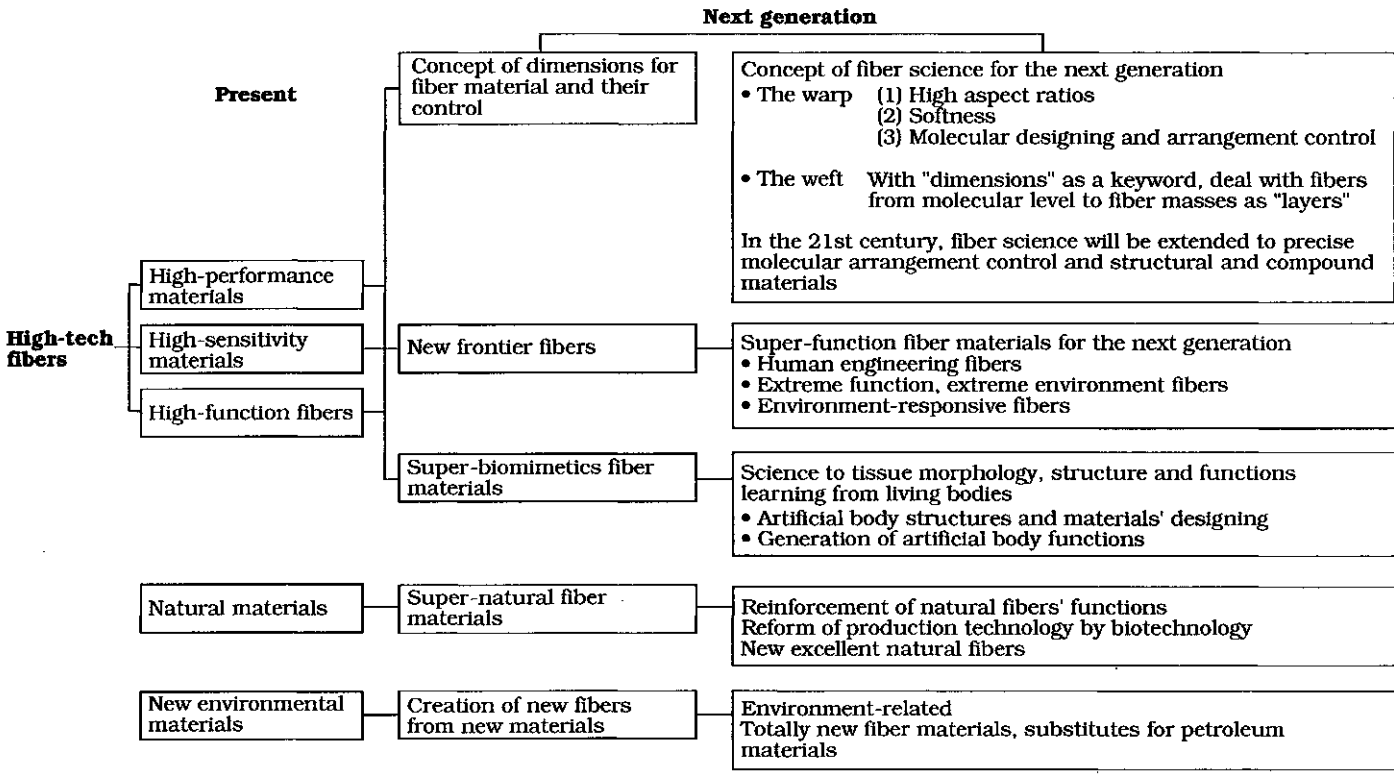 Next generation
Present
Concept of dimensions for
fiber material and their
control
Concept of fiber science for the next generation
• The warp (1) High aspect ratios
(2) Softness
(3) Molecular designing and arrangement control
• The weft With "dimensions" as a keyword, deal with fibers
from molecular level to fiber masses as "layers"
In the 21st century, fiber science will be extended to precise
molecular arrangement control and structural and compound
materials
High-tech
fibers
High-performance
materials
High-sensitivity
materials
High-function fibers
New frontier fibers
Super-function fiber materials for the next generation
• Human engineering fibers
• Extreme function, extreme environment fibers
• Environment-responsive fibers
Super-biomimetics fiber
materials
Science to tissue morphology, structure and functions
learning from living bodies
• Artificial body structures and materials' designing
• Generation of artificial body functions
Natural materials
Super-natural fiber
materials
Reinforcement of natural fibers' functions
Reform of production technology by biotechnology
New excellent natural fibers
New environmental
materials
Creation of new fibers
from new materials
Environment-related
Totally new fiber materials, substitutes for petroleum
materials